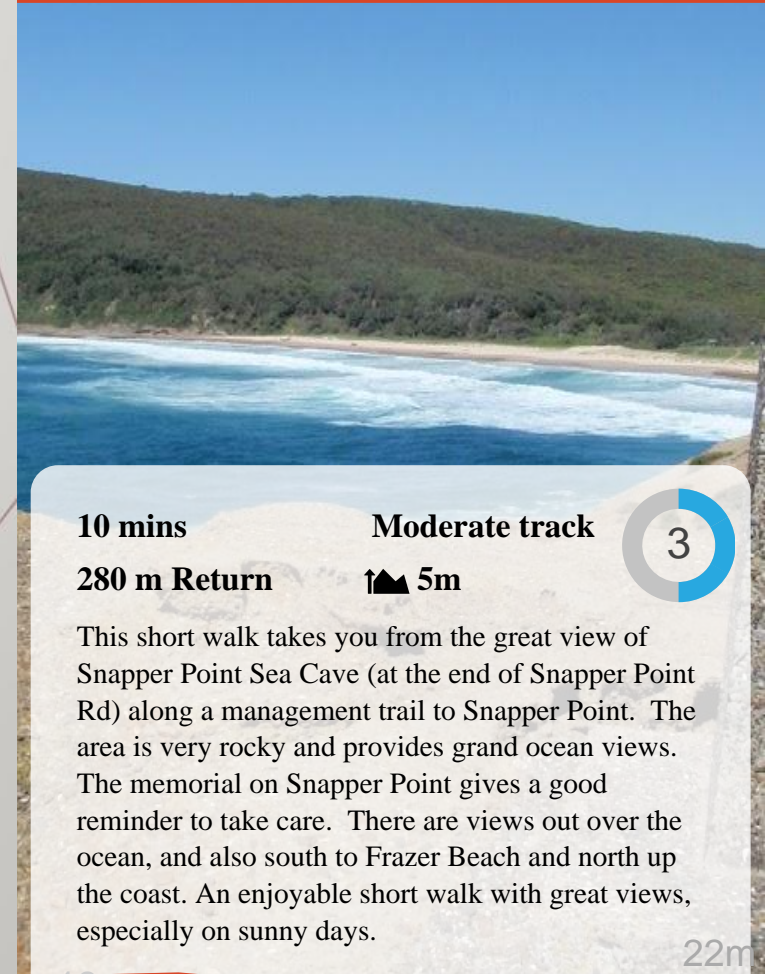 10 mins Moderate track 3
280 m Return 5m
This short walk takes you from the great view of
Snapper Point Sea Cave (at the end of Snapper Point
Rd) along a management trail to Snapper Point. The
area is very rocky and provides grand ocean views.
The memorial on Snapper Point gives a good
reminder to take care. There are views out over the
ocean, and also south to Frazer Beach and north up
the coast. An enjoyable short walk with great views,
especially on sunny days.
22m